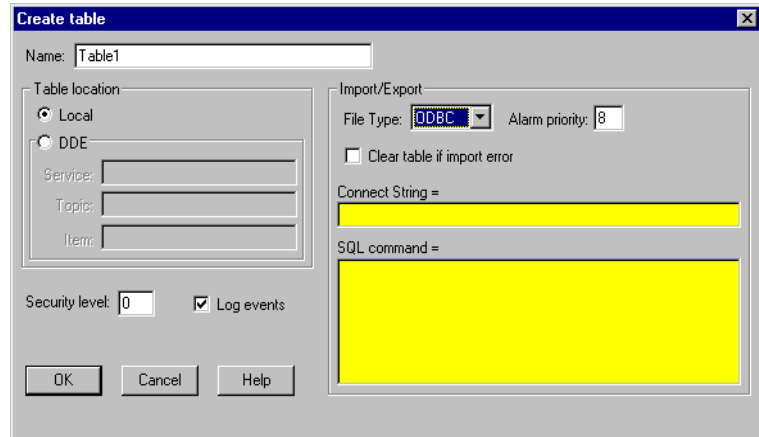 Create table
Name: Table1
Table location
Local
DDE
Service:
Topic:
Item:
Security level: 0
Log events
OK
Cancel
Help
Import/Export
File Type: ODBC
Alarm priority: 8
Clear table if import error
Connect String =
SQL command =